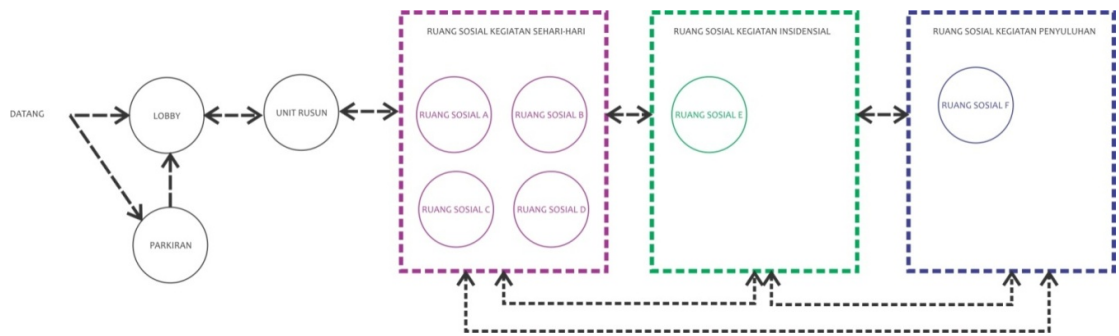 RUANG SOSIAL KEGIATAN SEHARI-HARI
RUANG SOSIAL KEGIATAN INSIDENSIAL
RUANG SOSIAL KEGIATAN PENYULUHAN
DATANG
LOBBY
UNIT RUSUN
RUANG SOSIAL A
RUANG SOSIAL B
RUANG SOSIAL E
RUANG SOSIAL F
RUANG SOSIAL C
RUANG SOSIAL D
PARKIRAN